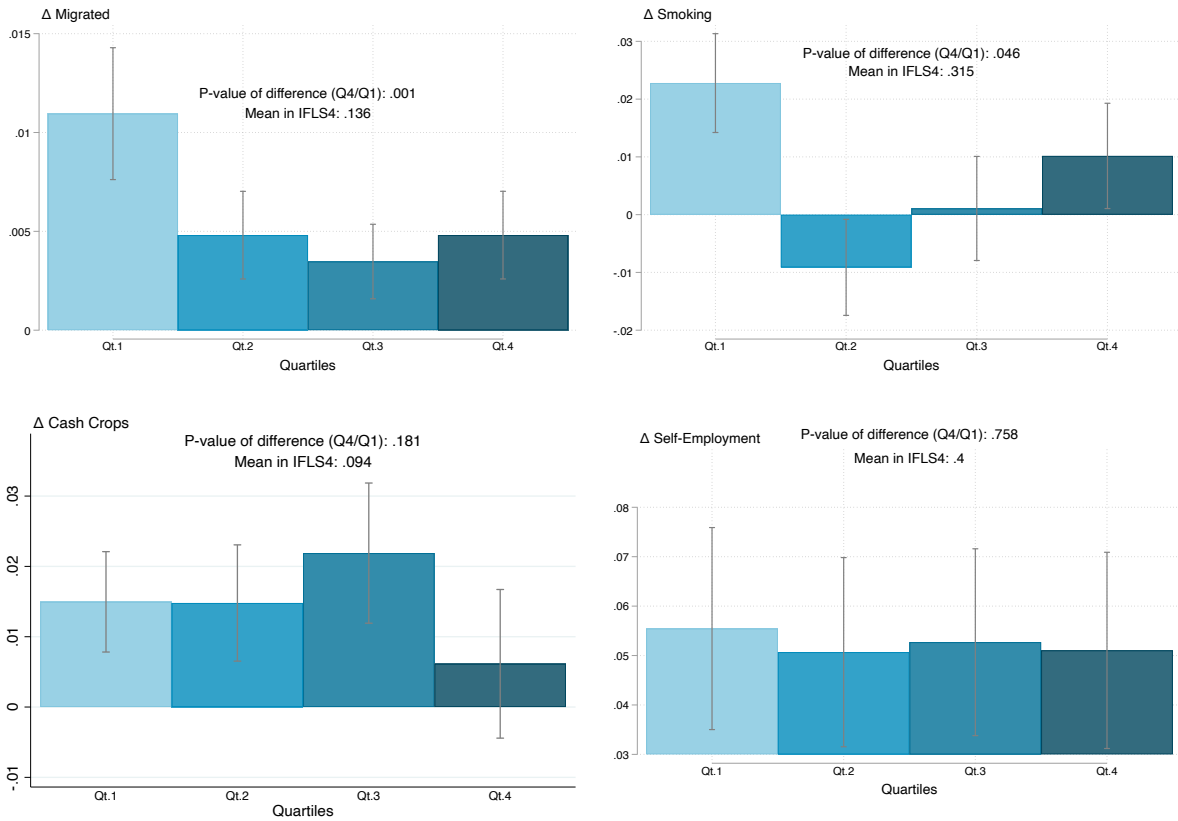 Δ Migrated
P-value of difference (Q4/Q1): .001
Mean in IFLS4: .136
.015
.01
.005
0
Qt.1 Qt.2 Qt.3 Qt.4
Quartiles
Δ Smoking
P-value of difference (Q4/Q1): .046
Mean in IFLS4: .315
.03
.02
.01
0
-.01
-.02
Qt.1 Qt.2 Qt.3 Qt.4
Quartiles
Δ Cash Crops
P-value of difference (Q4/Q1): .181
Mean in IFLS4: .094
.03
.02
.01
0
-.01
Qt.1 Qt.2 Qt.3 Qt.4
Quartiles
Δ Self-Employment
P-value of difference (Q4/Q1): .758
Mean in IFLS4: .4
.08
.07
.06
.05
.04
.03
Qt.1 Qt.2 Qt.3 Qt.4
Quartiles